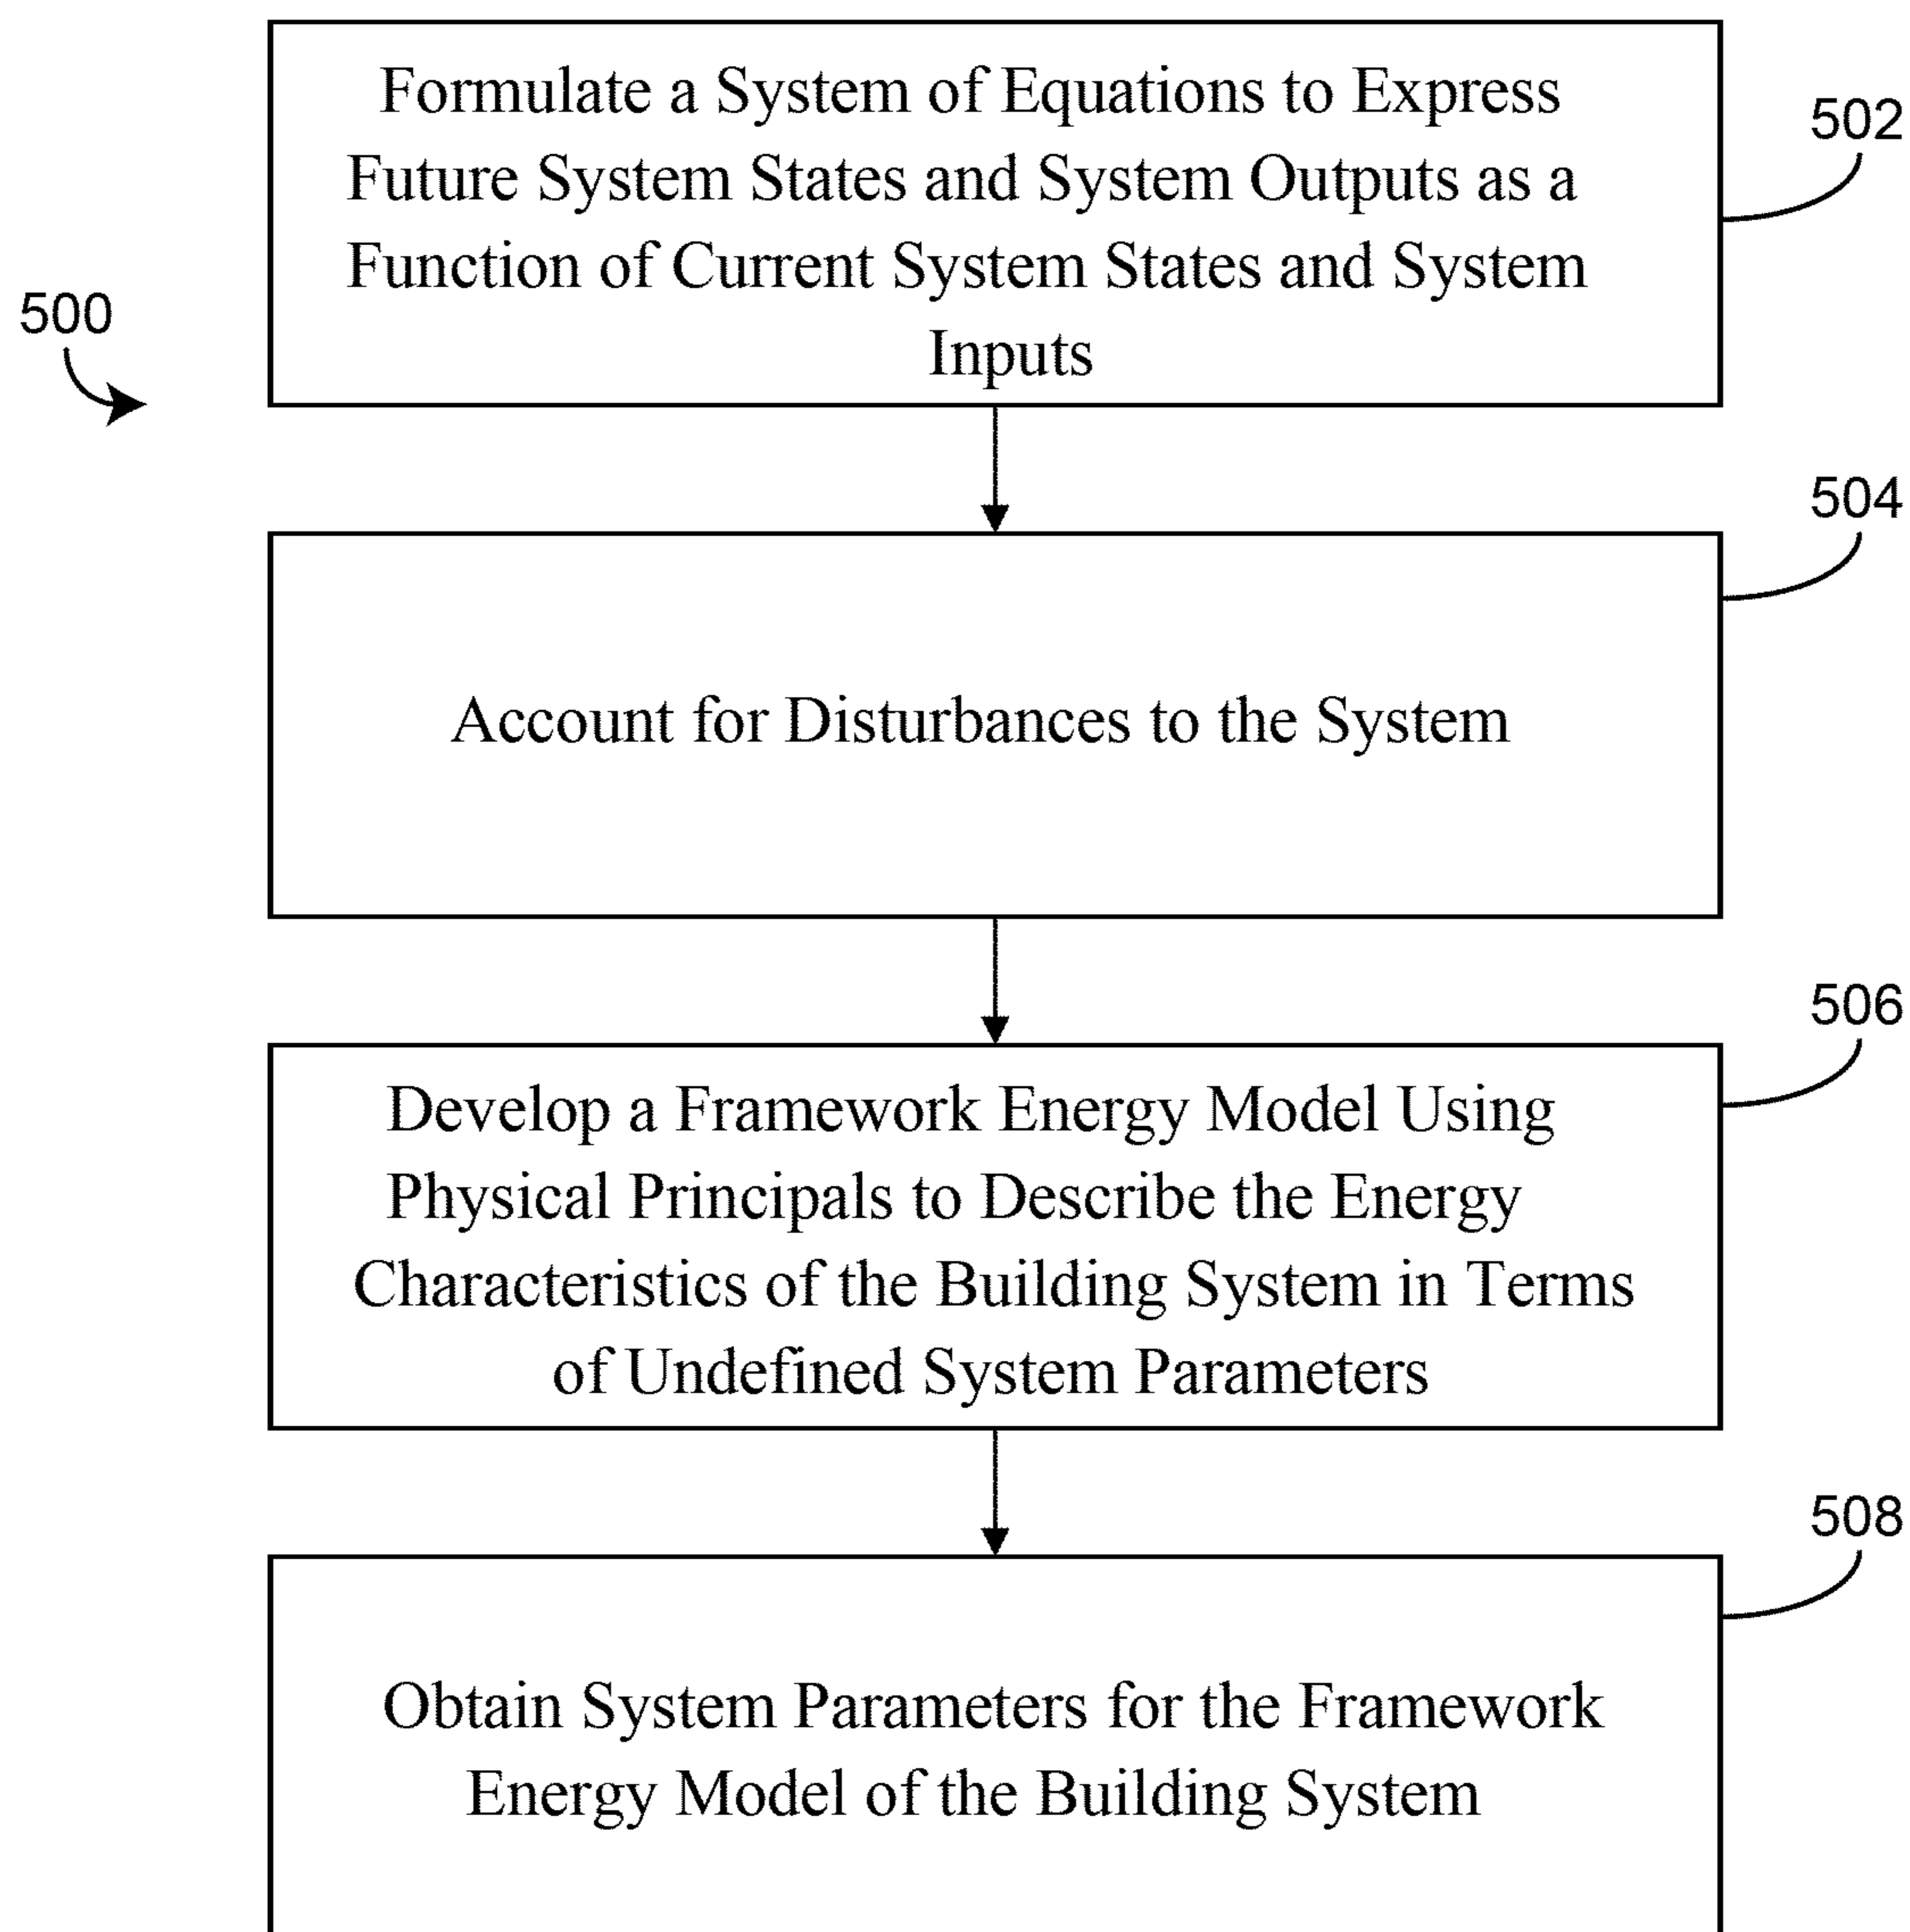 Formulate a System of Equations to Express
Future System States and System Outputs as a
Function of Current System States and System
Inputs
502
500
504
Account for Disturbances to the System
506
Develop a Framework Energy Model Using
Physical Principals to Describe the Energy
Characteristics of the Building System in Terms
of Undefined System Parameters
508
Obtain System Parameters for the Framework
Energy Model of the Building System